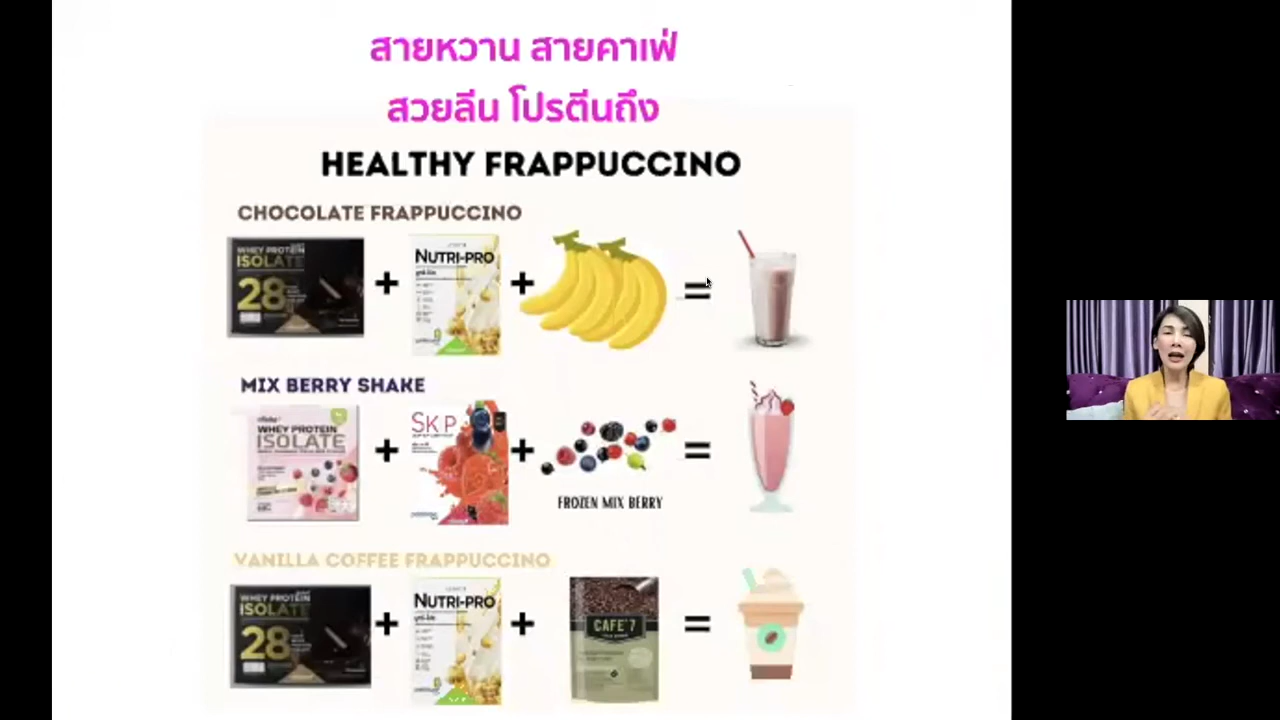 สายหวาน สายคาเฟ่
สวยลีน โปรตีนถึง
HEALTHY FRAPPUCCINO
CHOCOLATE FRAPPUCCINO
WHEY PROTEIN
ISOLATE
28
+
NUTRI-PRO
+
=
MIX BERRY SHAKE
WHEY PROTEIN
ISOLATE
+
SKIP
+
FROZEN MIX BERRY
=
VANILLA COFFEE FRAPPUCCINO
WHEY PROTEIN
ISOLATE
28
+
NUTRI-PRO
+
CAFE 7
=